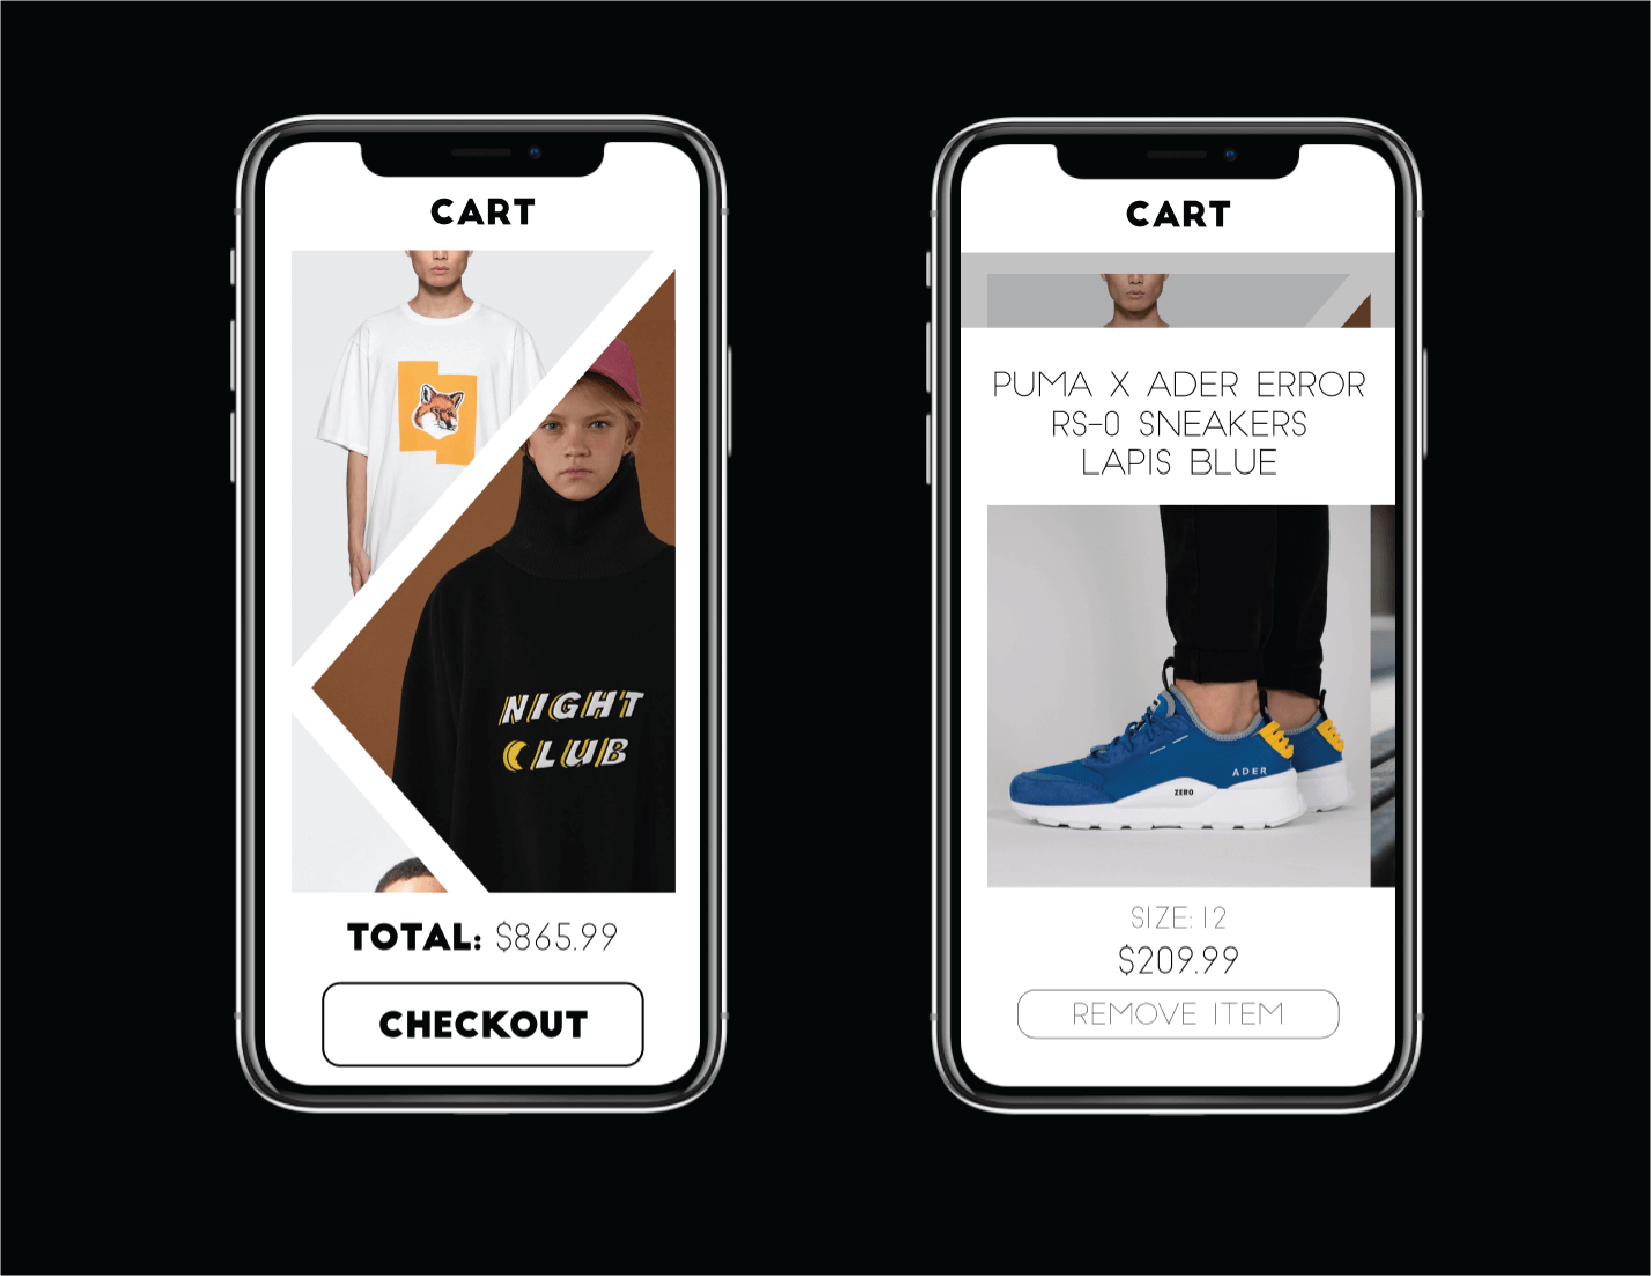 CART
NIGHT
CLUB
TOTAL: $865.99
CHECKOUT
CART
PUMA X ADER ERROR
RS-0 SNEAKERS
LAPIS BLUE
ADER
ZERO
SIZE: 12
$209.99
REMOVE ITEM